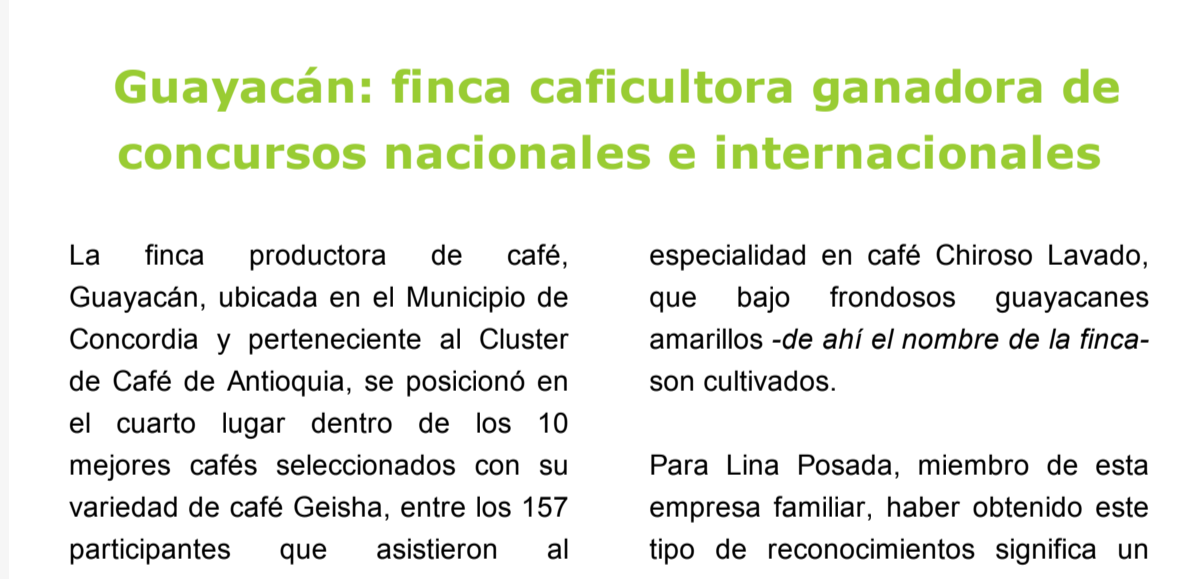 Guayacán: finca caficultora ganadora de
concursos nacionales e internacionales
La finca productora de café,
Guayacán, ubicada en el Municipio de
Concordia y perteneciente al Cluster
de Café de Antioquia, se posicionó en
el cuarto lugar dentro de los 10
mejores cafés seleccionados con su
variedad de café Geisha, entre los 157
participantes que asistieron al
especialidad en café Chiroso Lavado,
que bajo frondosos guayacanes
amarillos -de ahí el nombre de la finca-
son cultivados.
Para Lina Posada, miembro de esta
empresa familiar, haber obtenido este
tipo de reconocimientos significa un